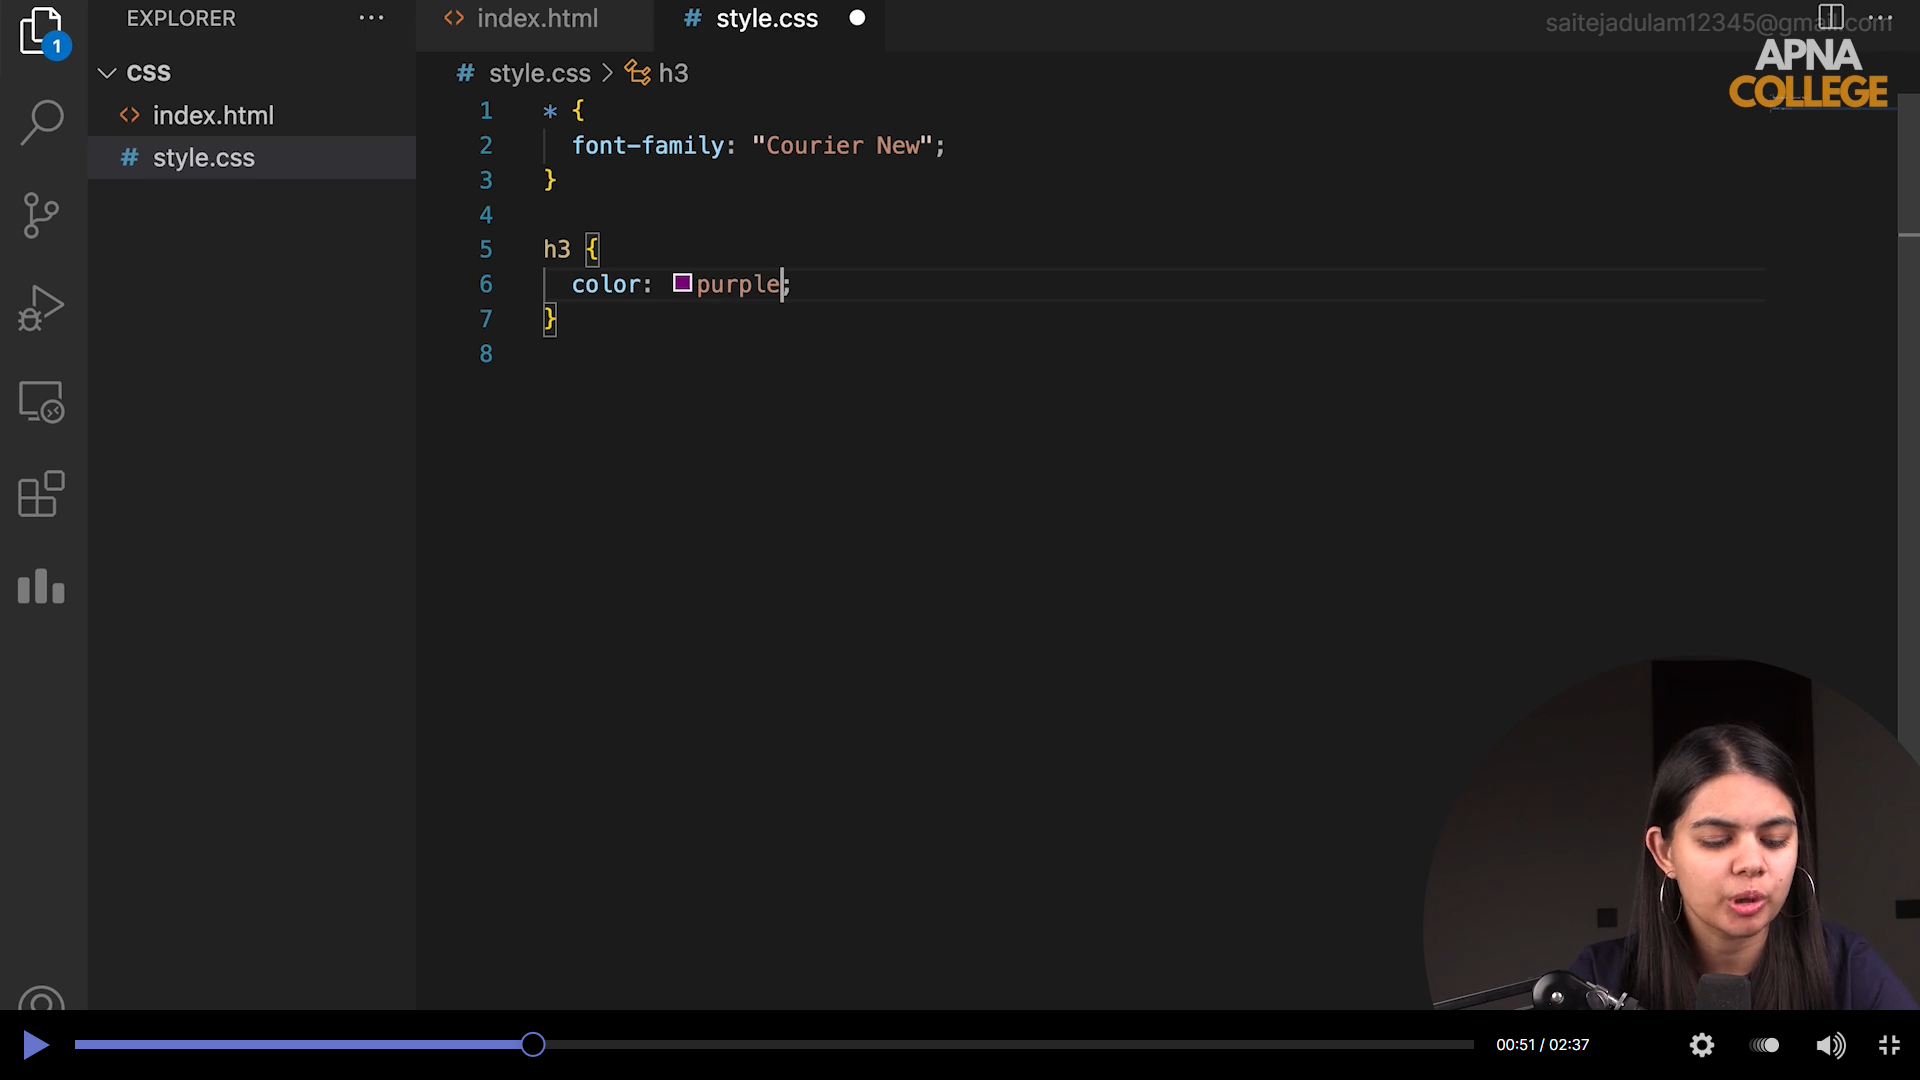 EXPLORER
index.html
style.css
saitejadulam12345@gmail.com
APNA
COLLEGE
CSS
index.html
style.css
style.css > h3
1 * {
2 font-family: "Courier New";
3 }
4
5 h3 {
6 color: purple;
7 }
8
1
00:51 / 02:37